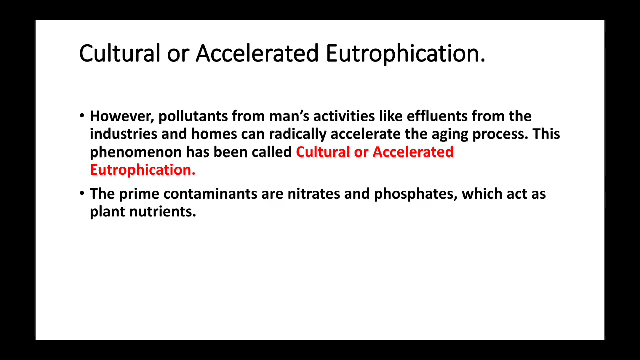 Cultural or Accelerated Eutrophication.
• However, pollutants from man's activities like effluents from the
industries and homes can radically accelerate the aging process. This
phenomenon has been called Cultural or Accelerated
Eutrophication.
• The prime contaminants are nitrates and phosphates, which act as
plant nutrients.